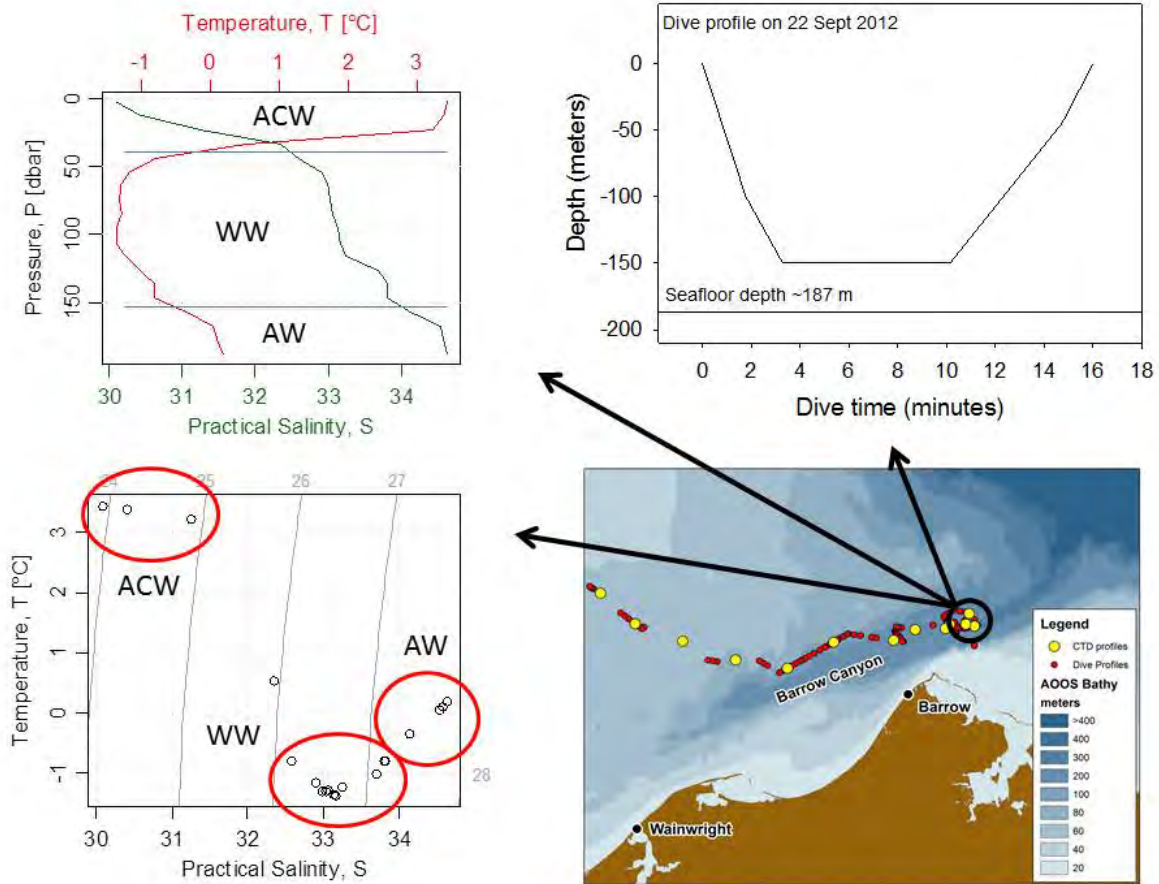 Temperature, T [°C]
-1 0 1 2 3
0
50
100
150
Pressure, P [dbar]
ACW
WW
AW
30 31 32 33 34
Practical Salinity, S
Dive profile on 22 Sept 2012
0
-50
-100
-150
-200
Depth (meters)
Seafloor depth ~187 m
0 2 4 6 8 10 12 14 16 18
Dive time (minutes)
24 25 26 27
28
3
2
1
0
-1
Temperature, T [°C]
ACW
WW
AW
30 31 32 33 34
Practical Salinity, S
Barrow Canyon
Barrow
Wainwright
Legend
CTD profiles
Dive Profiles
AOOS Bathy
meters
>400
400
300
200
100
80
60
40
20